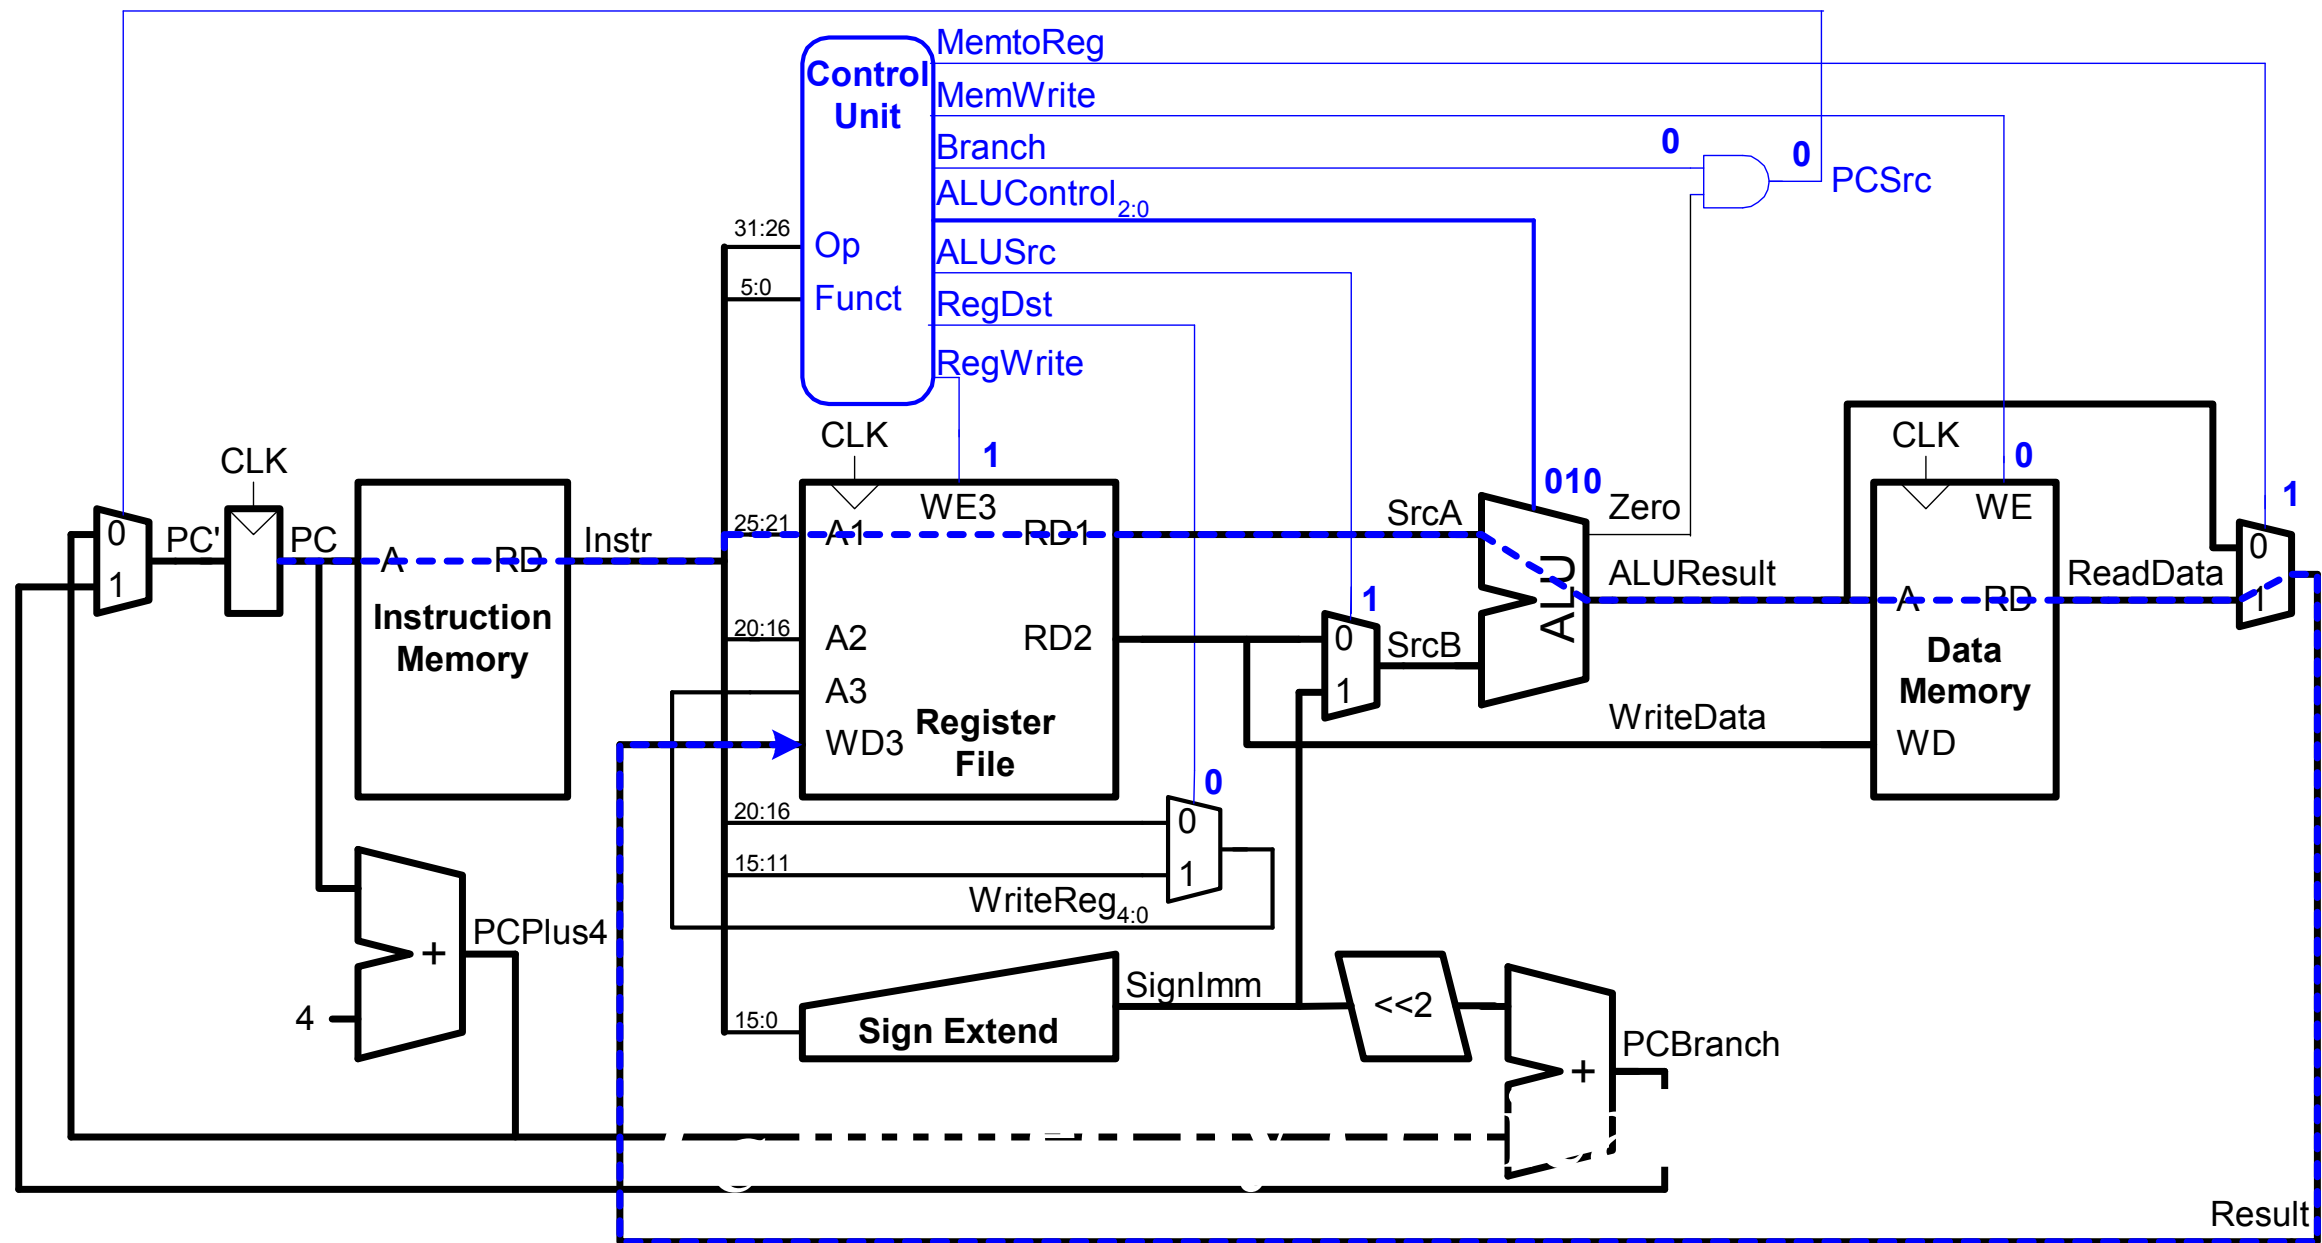 MemtoReg
Control
Unit
MemWrite
Branch
0
0
PCSrc
ALUControl2:0
31:26
Op
ALUSrc
5:0
Funct
RegDst
RegWrite
CLK
CLK
CLK
1
0
1
010
WE3
WE
0
1
PC'
PC
A
RD
Instr
25:21
A1
RD1
SrcA
Zero
ALU
ALUResult
A
RD
ReadData
0
1
Instruction
Memory
20:16
A2
RD2
1
0
1
SrcB
Data
Memory
A3
WD3
Register
File
WriteData
WD
0
20:16
0
15:11
1
WriteReg4:0
PCPlus4
+
4
SignImm
<<2
15:0
Sign Extend
PCBranch
+
Result